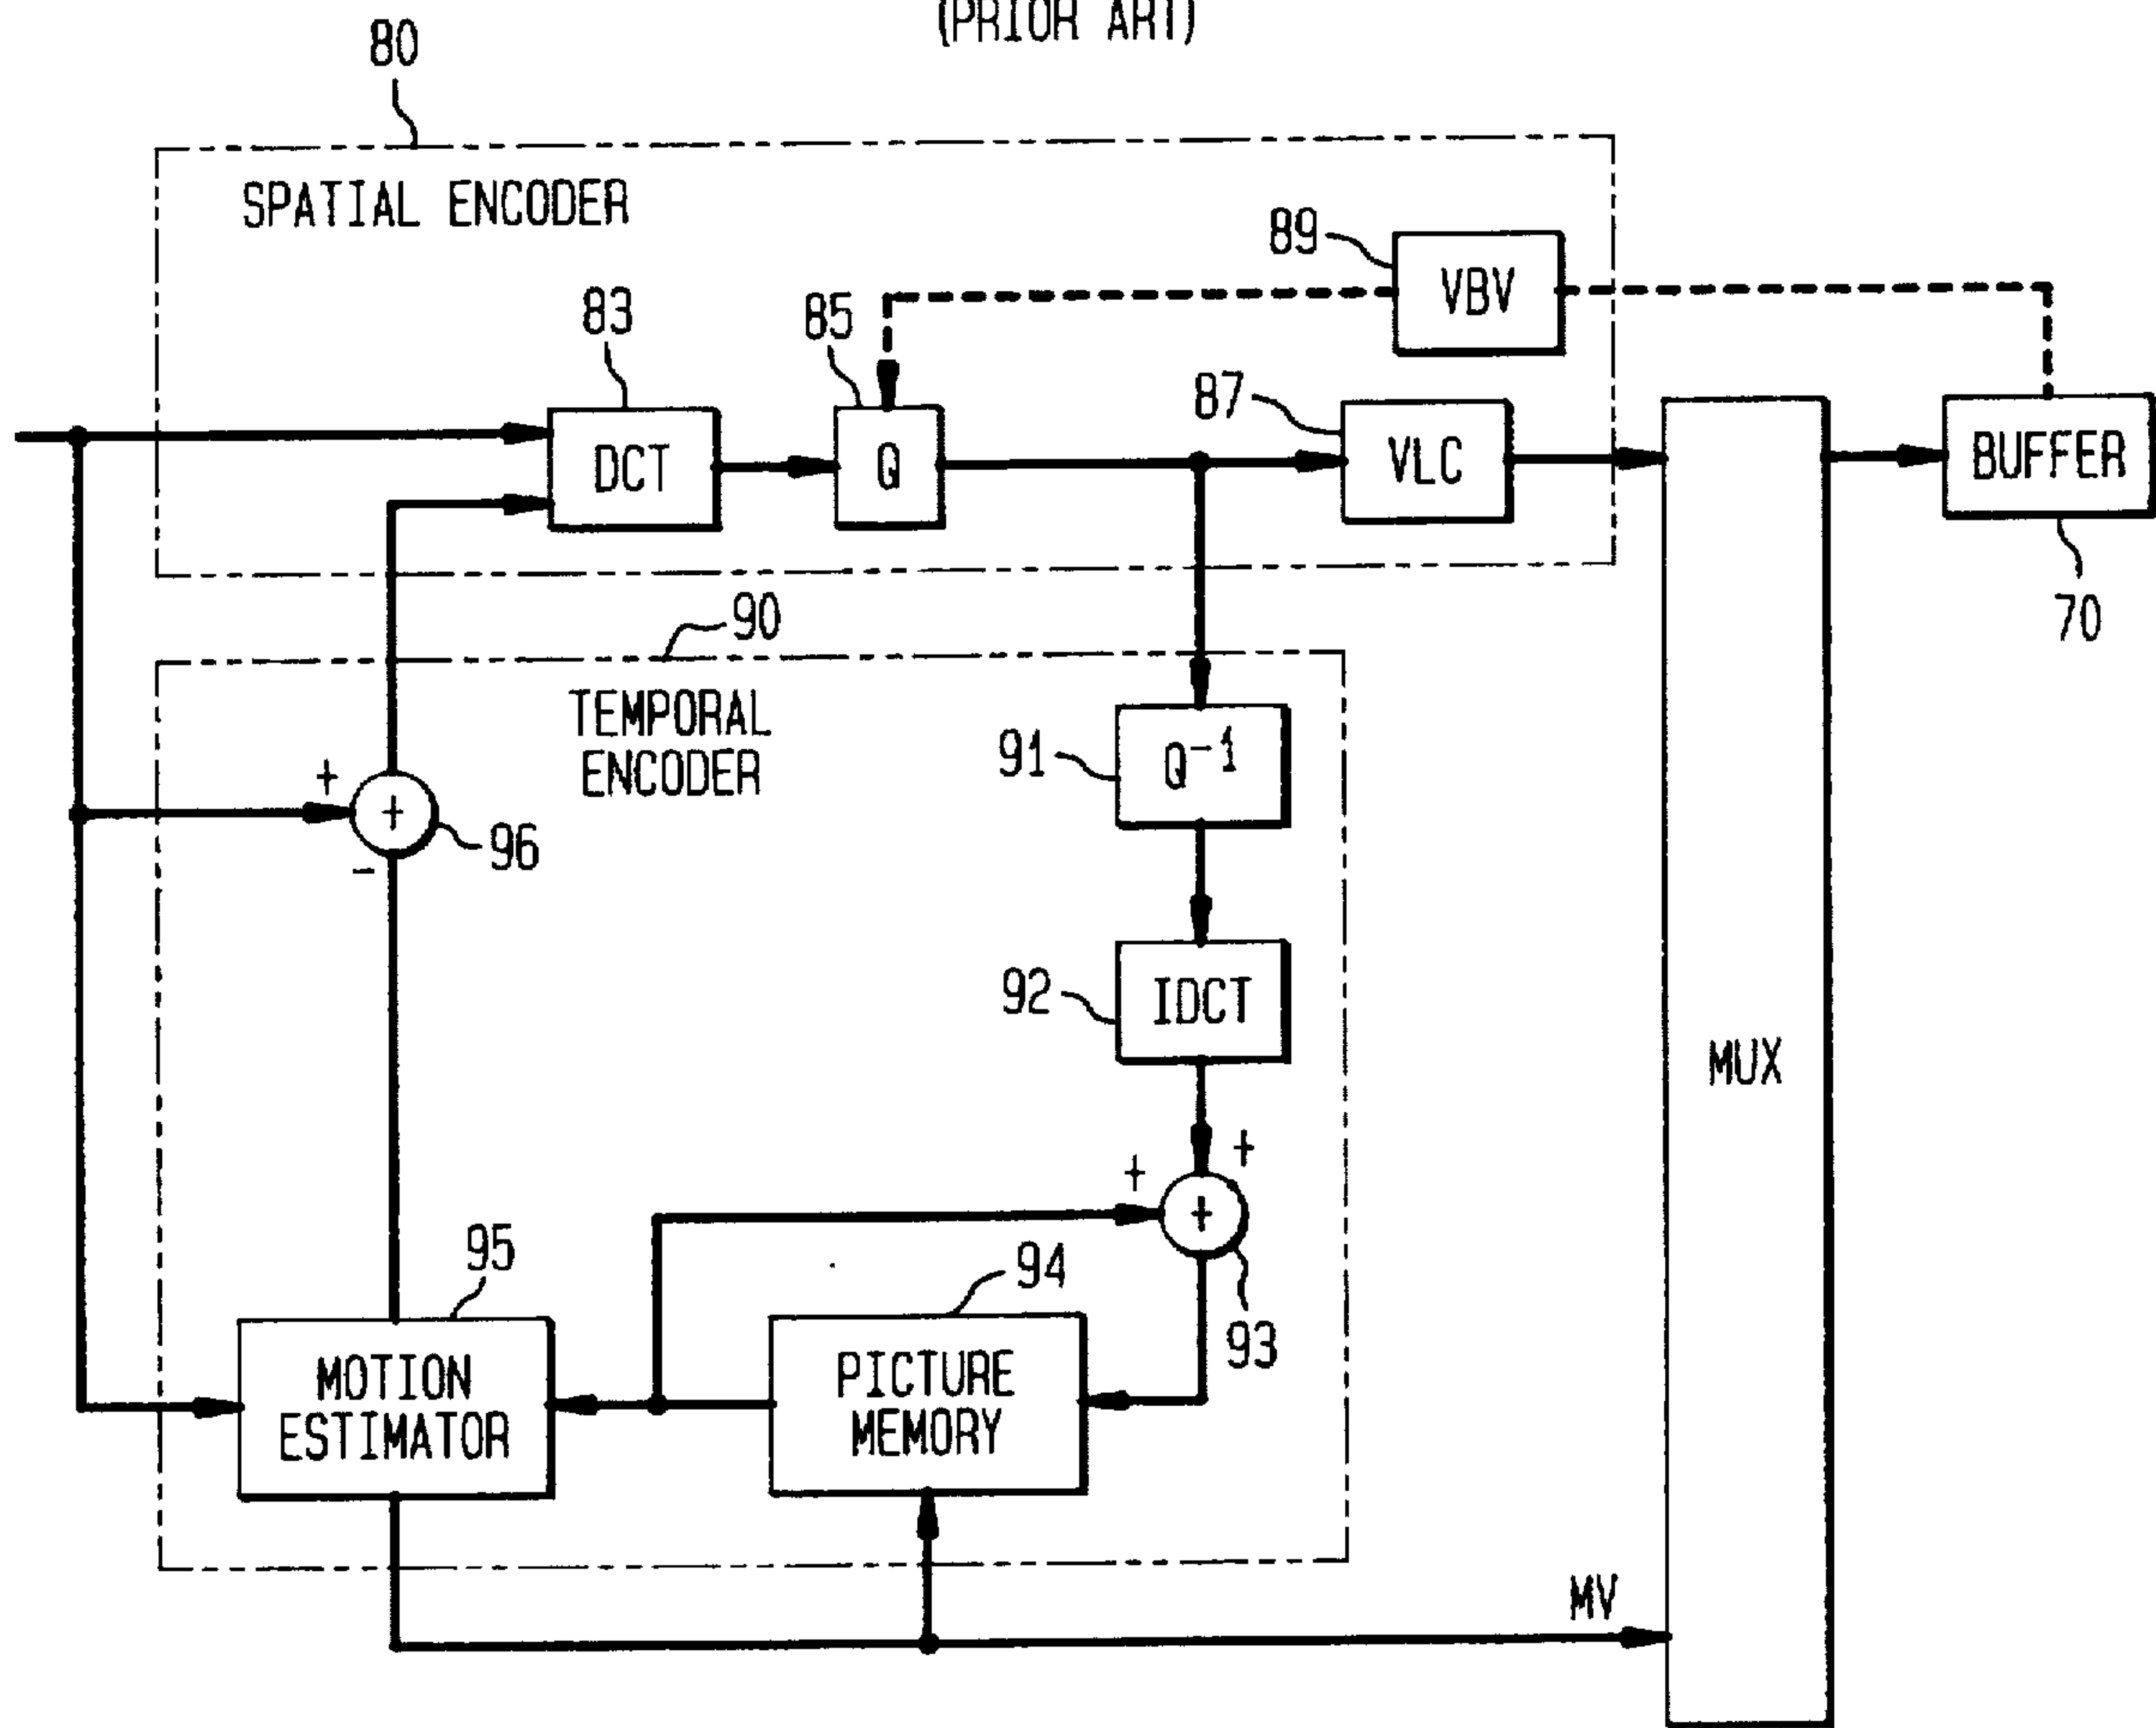 (PRIOR ART)
80
SPATIAL ENCODER
89
VBV
83
85
87
DCT
Q
VLC
BUFFER
70
90
TEMPORAL
ENCODER
91
Q⁻¹
+
+
96
-
92
IDCT
MUX
+
+
+
93
95
94
MOTION
ESTIMATOR
PICTURE
MEMORY
MV